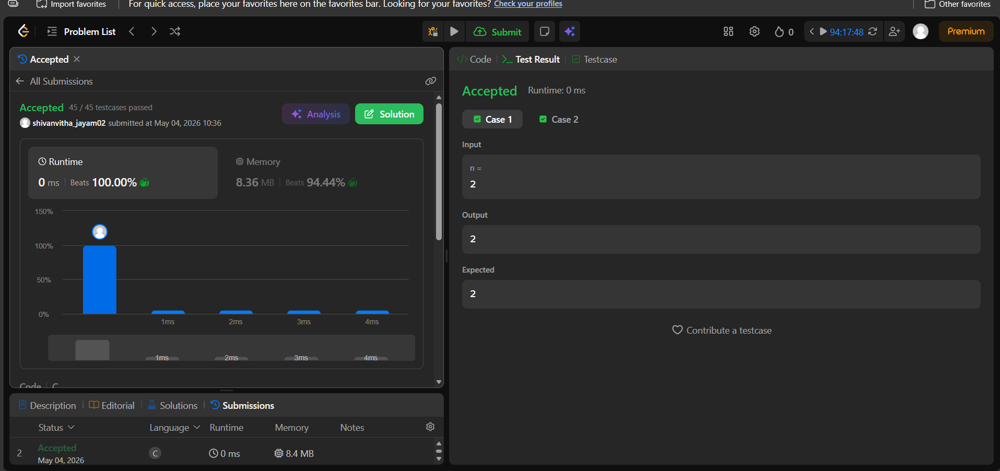 Import favorites
For quick access, place your favorites here on the favorites bar. Looking for your favorites? Check your profiles
Other favorites
Problem List
Submit
0
94:17:48
Premium
Accepted
All Submissions
Accepted 45 / 45 testcases passed
shivanvitha_jayam02 submitted at May 04, 2026 10:36
Analysis
Solution
Runtime
0 ms Beats 100.00%
Memory
8.36 MB Beats 94.44%
150%
100%
50%
0%
1ms 2ms 3ms 4ms
1ms 2ms 3ms 4ms
Code C
Description Editorial Solutions Submissions
Status Language Runtime Memory Notes
2 Accepted C 0 ms 8.4 MB
May 04, 2026
Code Test Result Testcase
Accepted Runtime: 0 ms
Case 1 Case 2
Input
n =
2
Output
2
Expected
2
Contribute a testcase